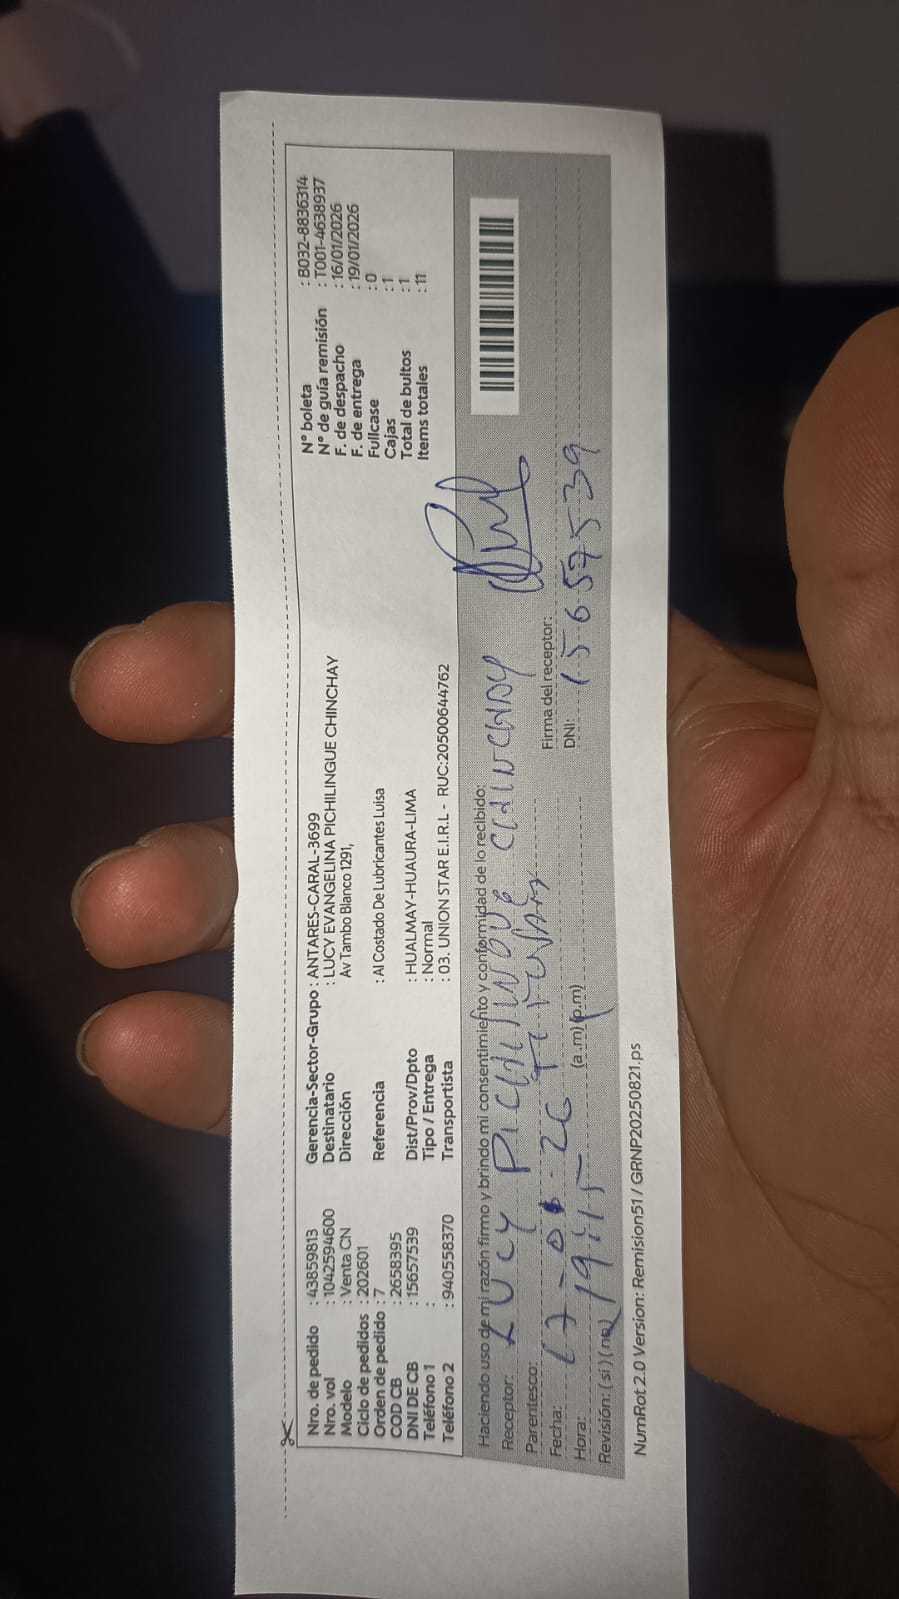 Nro. de pedido : 43859813
Nro. vol : 1042594600
Modelo : Venta CN
Ciclo de pedidos : 202601
Orden de pedido : 7
COD CB : 2658395
DNI DE CB : 15657539
Teléfono 1 :
Teléfono 2 : 940558370
Gerencia-Sector-Grupo : ANTARES-CARAL-3699
Destinatario : LUCY EVANGELINA PICHILINGUE CHINCHAY
Dirección Av Tambo Blanco 1291,
Referencia : Al Costado De Lubricantes Luisa
Dist/Prov/Dpto : HUALMAY-HUAURA-LIMA
Tipo / Entrega : Normal
Transportista : 03. UNION STAR E.I.R.L - RUC:20500644762
N° boleta : B032-8836314
N° de guía remisión : T001-4638937
F. de despacho : 16/01/2026
F. de entrega : 19/01/2026
Fullcase : 0
Cajas : 1
Total de bultos : 1
Items totales : 11
Haciendo uso de mi razón firmo y brindo mi consentimiento y conformidad de lo recibido:
Receptor: LUCY PICHILINGUE CHINCHAY
Parentesco: TITULAR
Fecha: 17-01-26
Firma del receptor:
Hora: 19:15 (a.m) (p.m)
DNI: 15657539
Revisión: ( si ) ( no )
NumRot 2.0 Version: Remision51 / GRNP20250821.ps